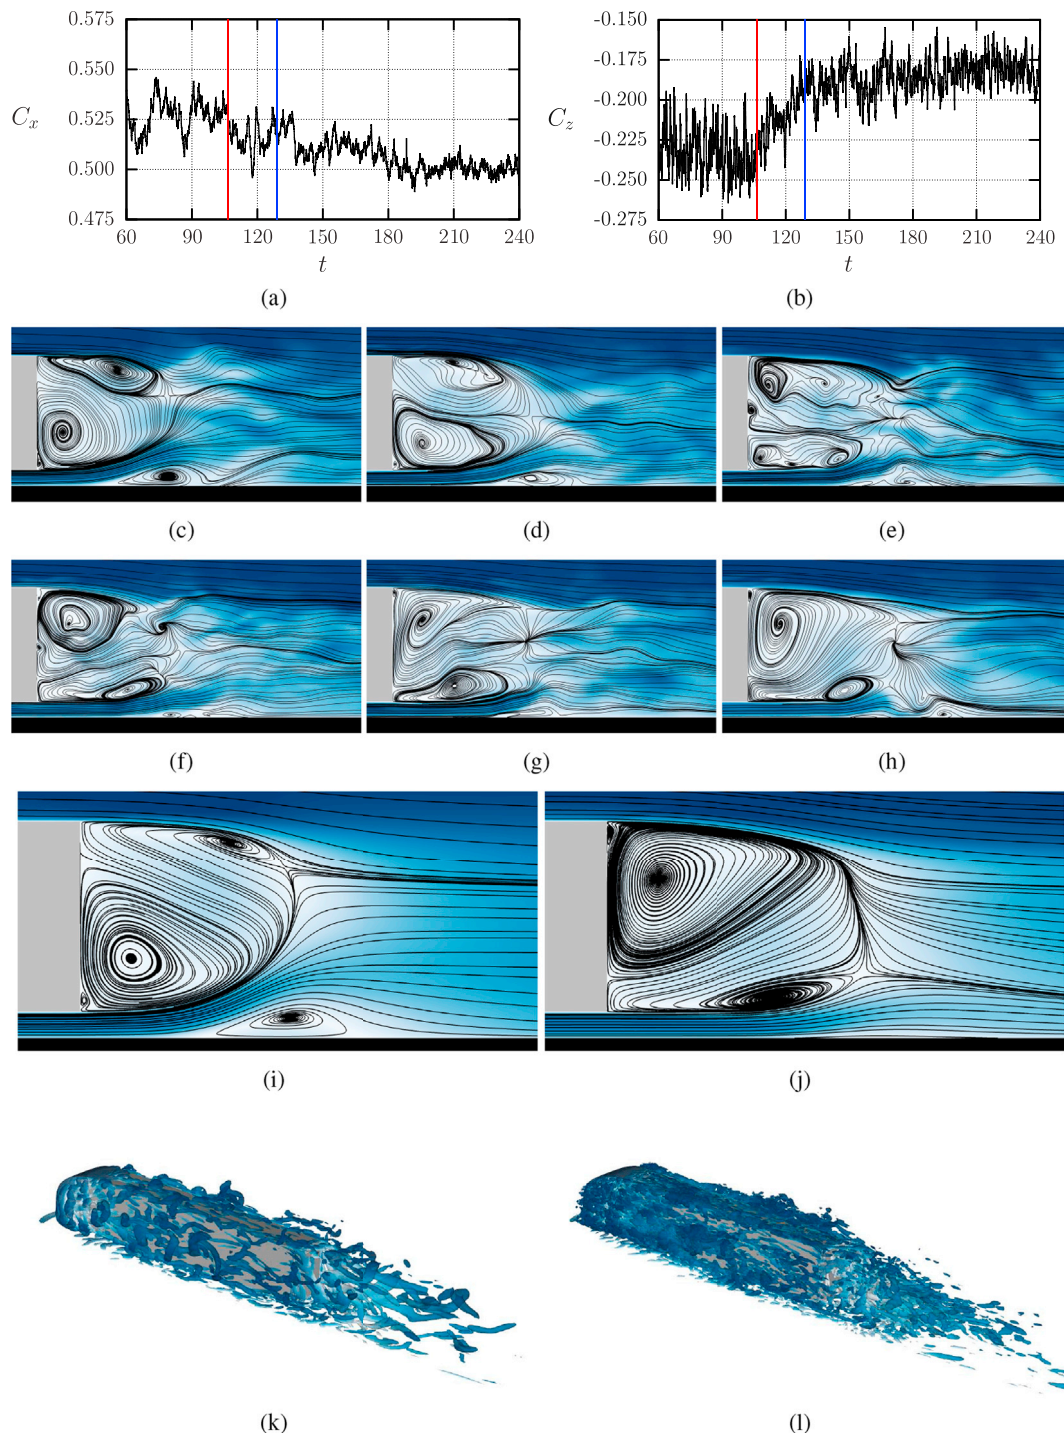 0.575
0.550
0.525
0.500
0.475
C_x
60 90 120 150 180 210 240
t
(a)
-0.150
-0.175
-0.200
-0.225
-0.250
-0.275
C_z
60 90 120 150 180 210 240
t
(b)
(c) (d) (e)
(f) (g) (h)
(i) (j)
(k) (l)